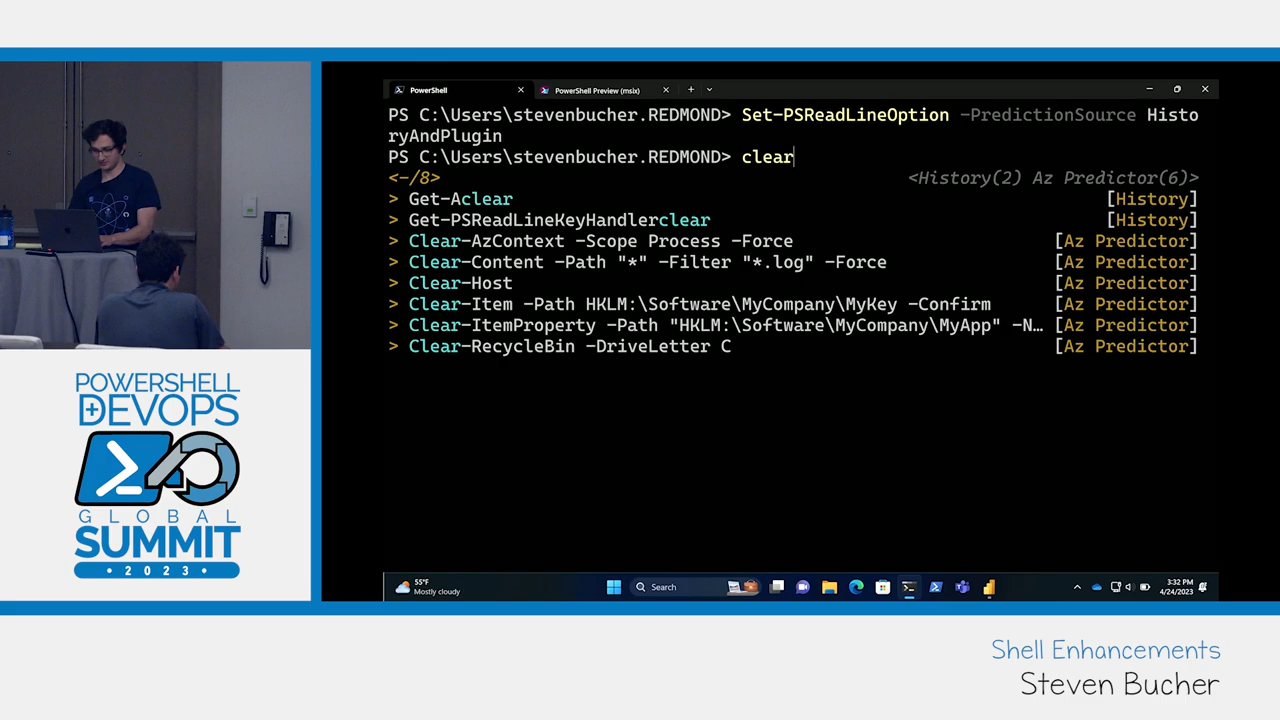 PowerShell
PowerShell Preview (msix)
PS C:\Users\stevenbucher.REDMOND> Set-PSReadLineOption -PredictionSource Histo
ryAndPlugin
PS C:\Users\stevenbucher.REDMOND> clear
<-/8> <History(2) Az Predictor(6)>
> Get-Aclear [History]
> Get-PSReadLineKeyHandlerclear [History]
> Clear-AzContext -Scope Process -Force [Az Predictor]
> Clear-Content -Path "*" -Filter "*.log" -Force [Az Predictor]
> Clear-Host [Az Predictor]
> Clear-Item -Path HKLM:\Software\MyCompany\MyKey -Confirm [Az Predictor]
> Clear-ItemProperty -Path "HKLM:\Software\MyCompany\MyApp" -N… [Az Predictor]
> Clear-RecycleBin -DriveLetter C [Az Predictor]
55°F
Mostly cloudy
Search
3:32 PM
4/24/2023
POWERSHELL
+DEVOPS
GLOBAL
SUMMIT
• 2023 •
Shell Enhancements
Steven Bucher